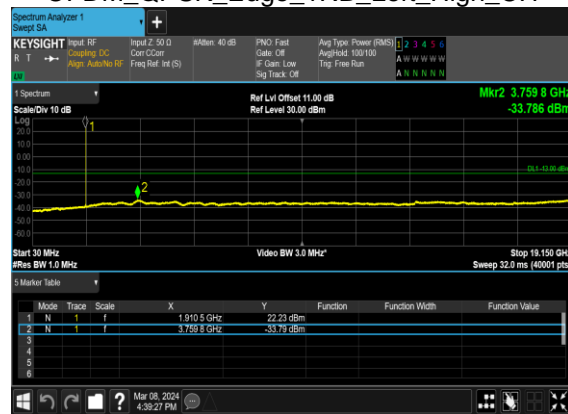 Spectrum Analyzer 1
Swept SA
+
KEYSIGHT Input: RF Input Z: 50 Ω #Atten: 40 dB PNO: Fast Avg Type: Power (RMS) 1 2 3 4 5 6
R T Coupling: DC Corr CCorr Gate: Off Avg|Hold: 100/100 A W W W W W
Align: Auto/No RF Freq Ref: Int (S) IF Gain: Low Trig: Free Run
LU Sig Track: Off A N N N N N
1 Spectrum Ref Lvl Offset 11.00 dB Mkr2 3.759 8 GHz
Scale/Div 10 dB Ref Level 30.00 dBm -33.786 dBm
Log
20.0 1
10.0
0.00
-10.0 DL1 -13.00 dBm
-20.0 2
-30.0
-40.0
-50.0
-60.0
Start 30 MHz Video BW 3.0 MHz* Stop 19.150 GHz
#Res BW 1.0 MHz Sweep 32.0 ms (40001 pts)
5 Marker Table
Mode Trace Scale X Y Function Function Width Function Value
1 N 1 f 1.910 5 GHz 22.23 dBm
2 N 1 f 3.759 8 GHz -33.79 dBm
3
4
5
6
? Mar 08, 2024
4:39:27 PM